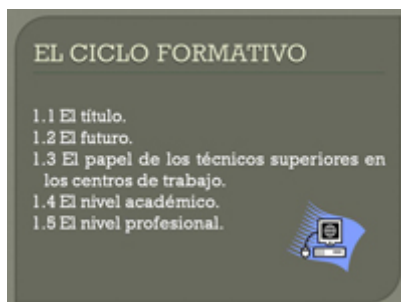 EL CICLO FORMATIVO
1.1 El título.
1.2 El futuro.
1.3 El papel de los técnicos superiores en
los centros de trabajo.
1.4 El nivel académico.
1.5 El nivel profesional.